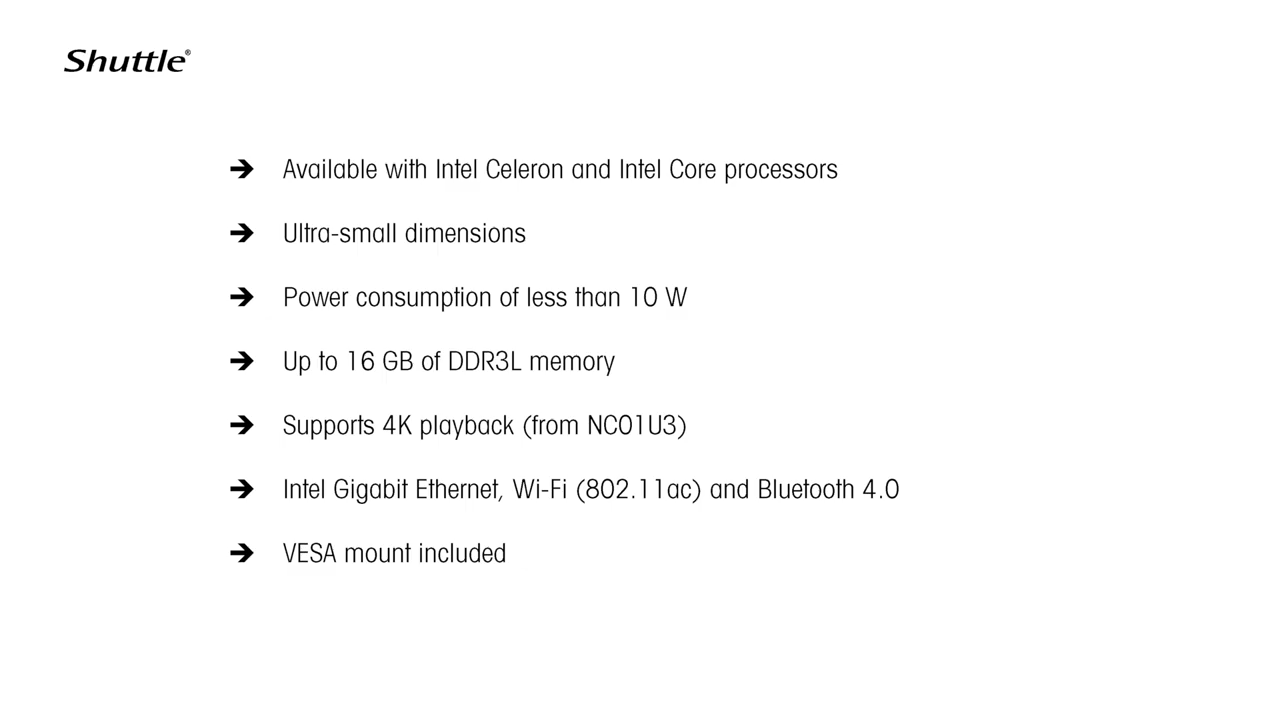 Shuttle®
➔ Available with Intel Celeron and Intel Core processors
➔ Ultra-small dimensions
➔ Power consumption of less than 10 W
➔ Up to 16 GB of DDR3L memory
➔ Supports 4K playback (from NC01U3)
➔ Intel Gigabit Ethernet, Wi-Fi (802.11ac) and Bluetooth 4.0
➔ VESA mount included